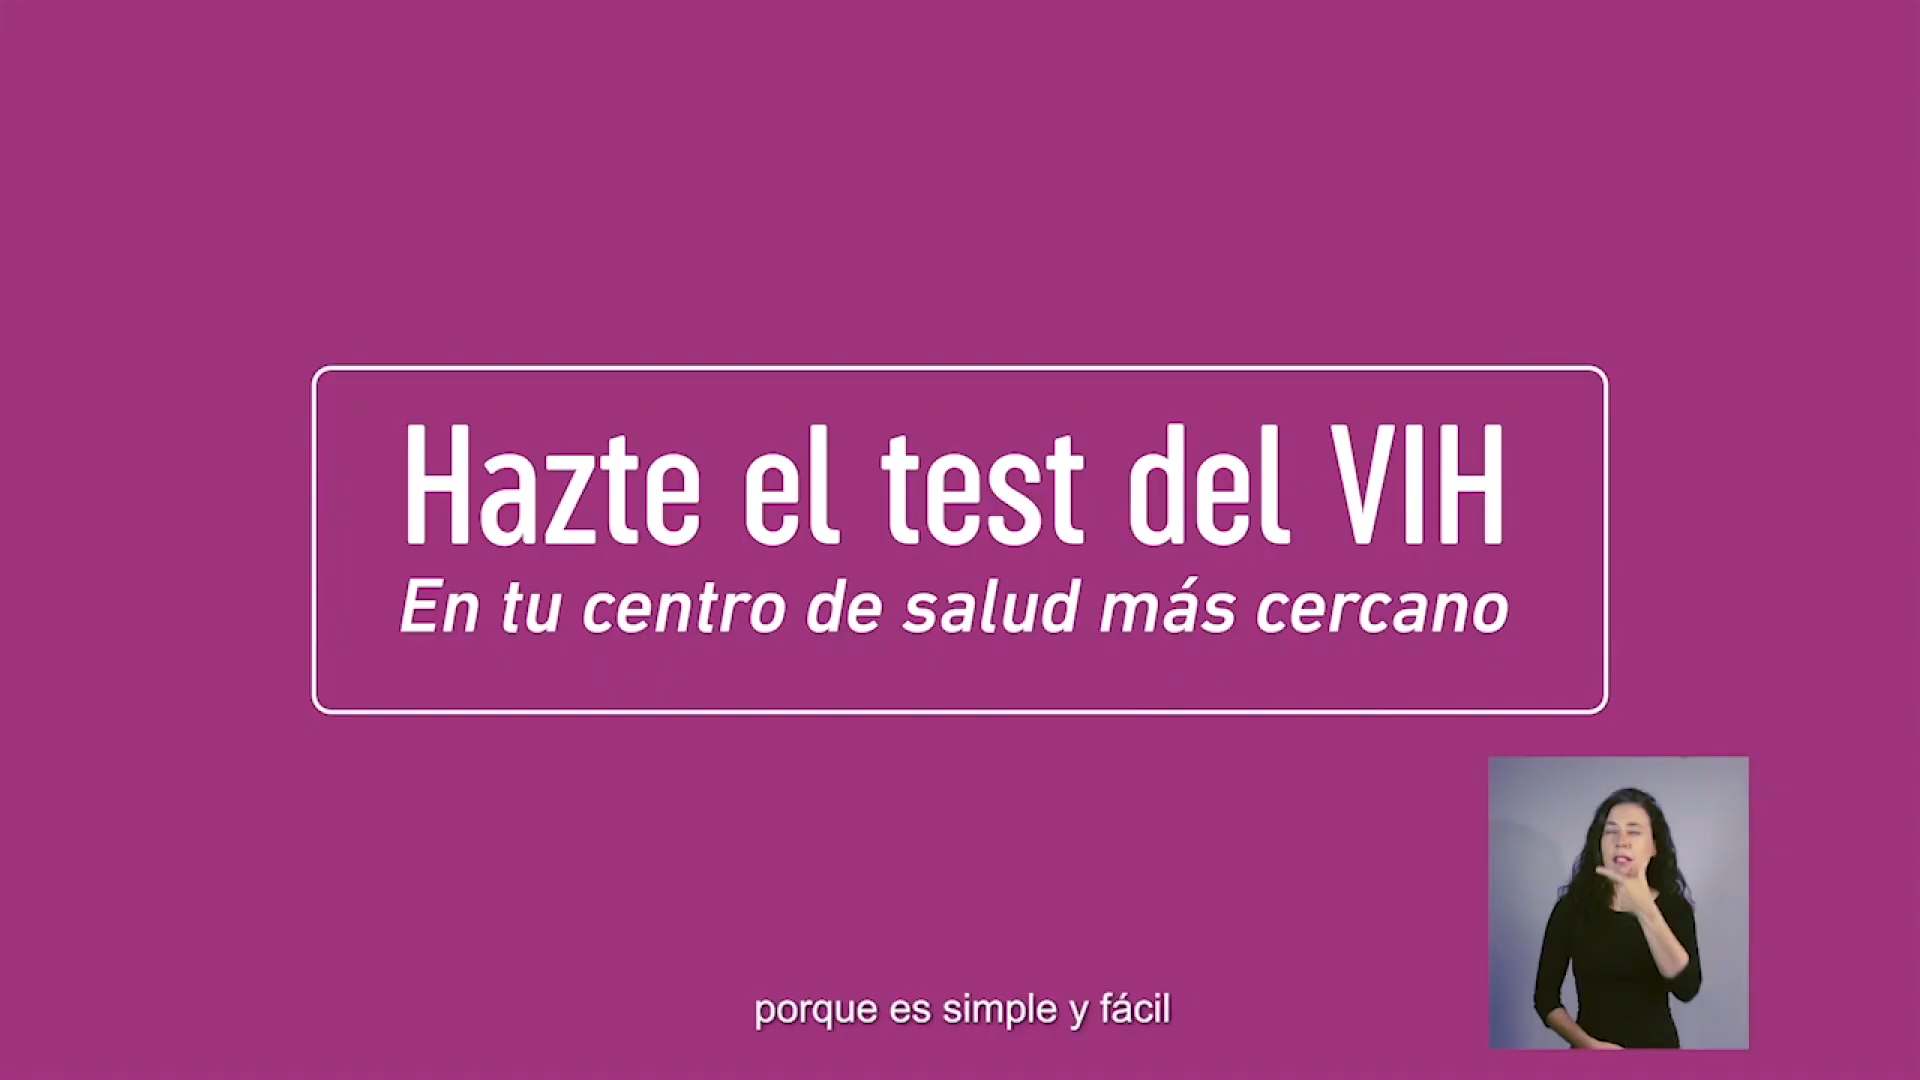 Hazte el test del VIH
En tu centro de salud más cercano
porque es simple y fácil